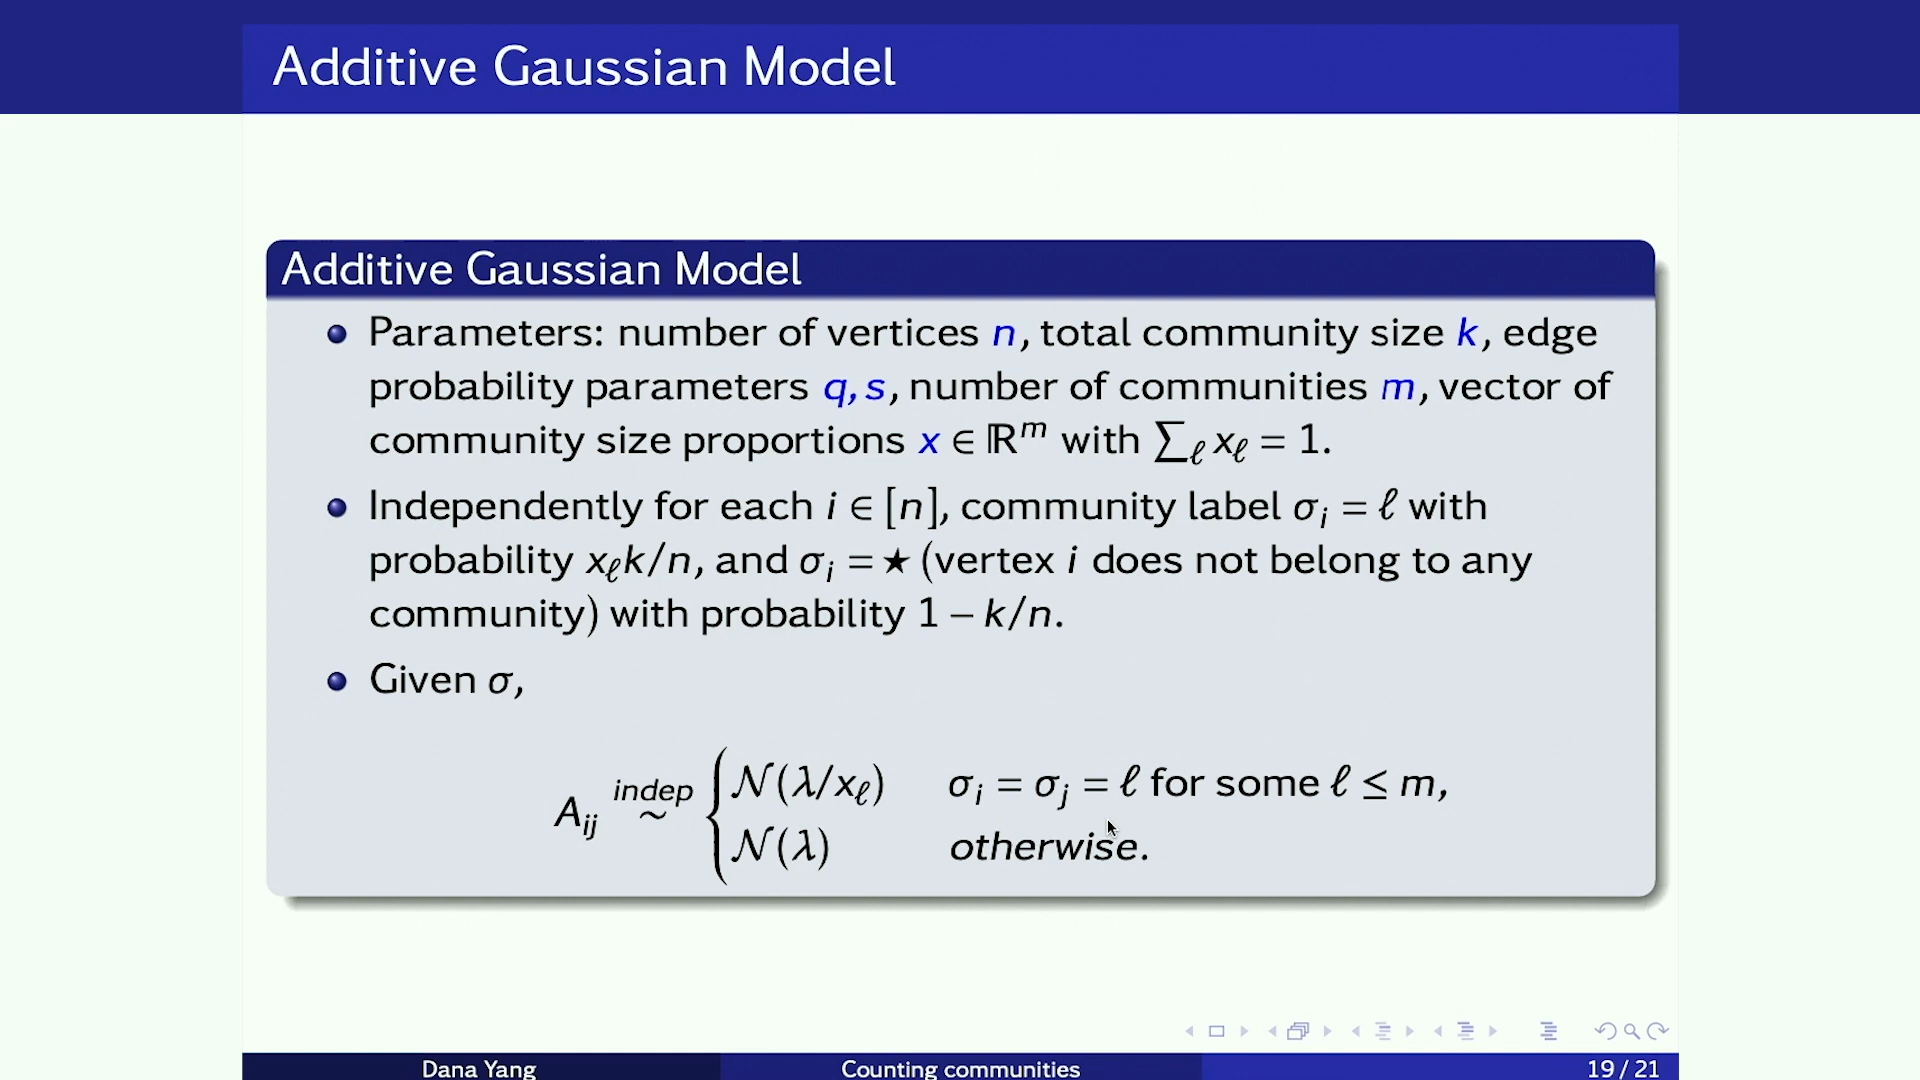 Additive Gaussian Model
Additive Gaussian Model
Parameters: number of vertices n, total community size k, edge
probability parameters q, s, number of communities m, vector of
community size proportions x ∈ ℝᵐ with ∑_ℓ x_ℓ = 1.
Independently for each i ∈ [n], community label σ_i = ℓ with
probability x_ℓ k/n, and σ_i = ★ (vertex i does not belong to any
community) with probability 1 − k/n.
Given σ,
A_ij indep ∼ { 𝒩(λ/x_ℓ) σ_i = σ_j = ℓ for some ℓ ≤ m,
𝒩(λ) otherwise.
Dana Yang Counting communities 19 / 21